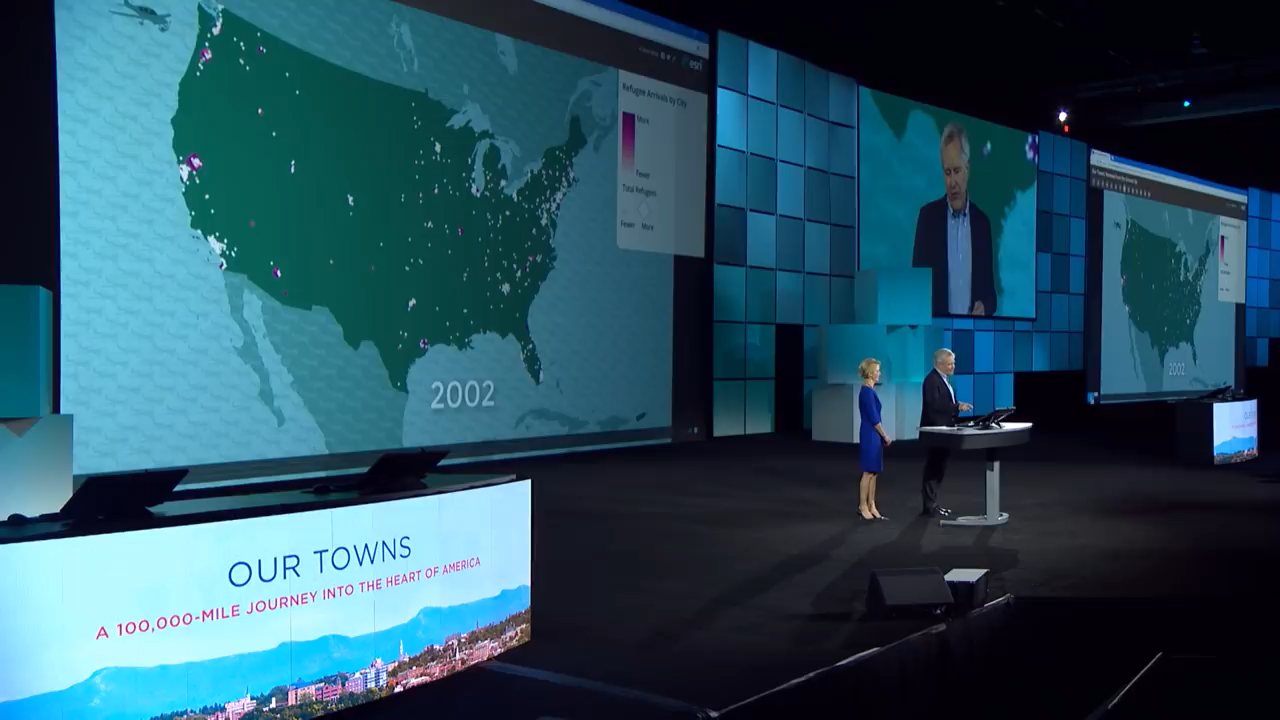 esri
Refugee Arrivals by City
More
Fewer
Total Refugees
Fewer More
2002
2002
OUR TOWNS
A 100,000-MILE JOURNEY INTO THE HEART OF AMERICA